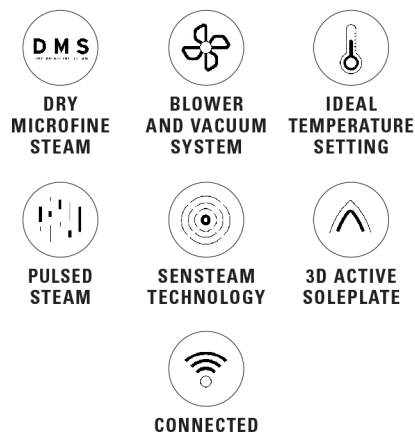 DMS
DRY
MICROFINE
STEAM
BLOWER
AND VACUUM
SYSTEM
IDEAL
TEMPERATURE
SETTING
PULSED
STEAM
SENSTEAM
TECHNOLOGY
3D ACTIVE
SOLEPLATE
CONNECTED